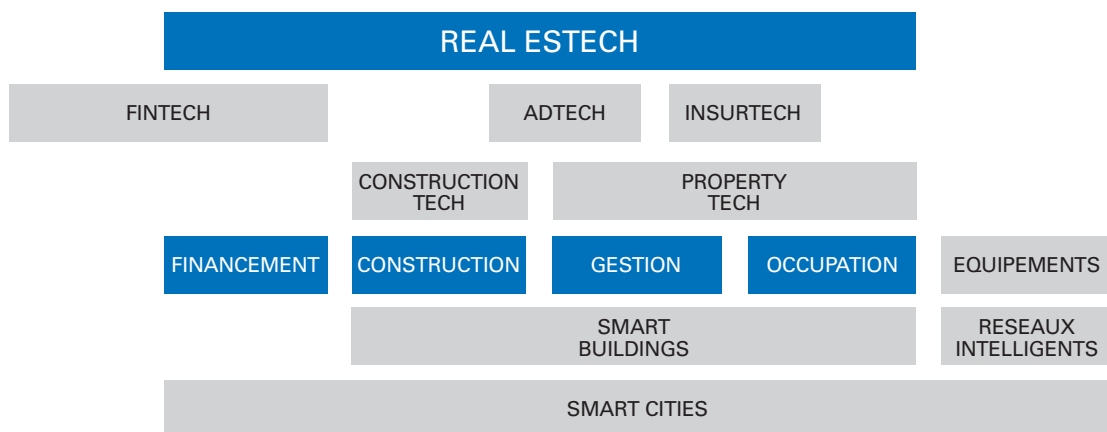 REAL ESTECH
FINTECH
ADTECH
INSURTECH
CONSTRUCTION
TECH
PROPERTY
TECH
FINANCEMENT
CONSTRUCTION
GESTION
OCCUPATION
EQUIPEMENTS
SMART
BUILDINGS
RESEAUX
INTELLIGENTS
SMART CITIES